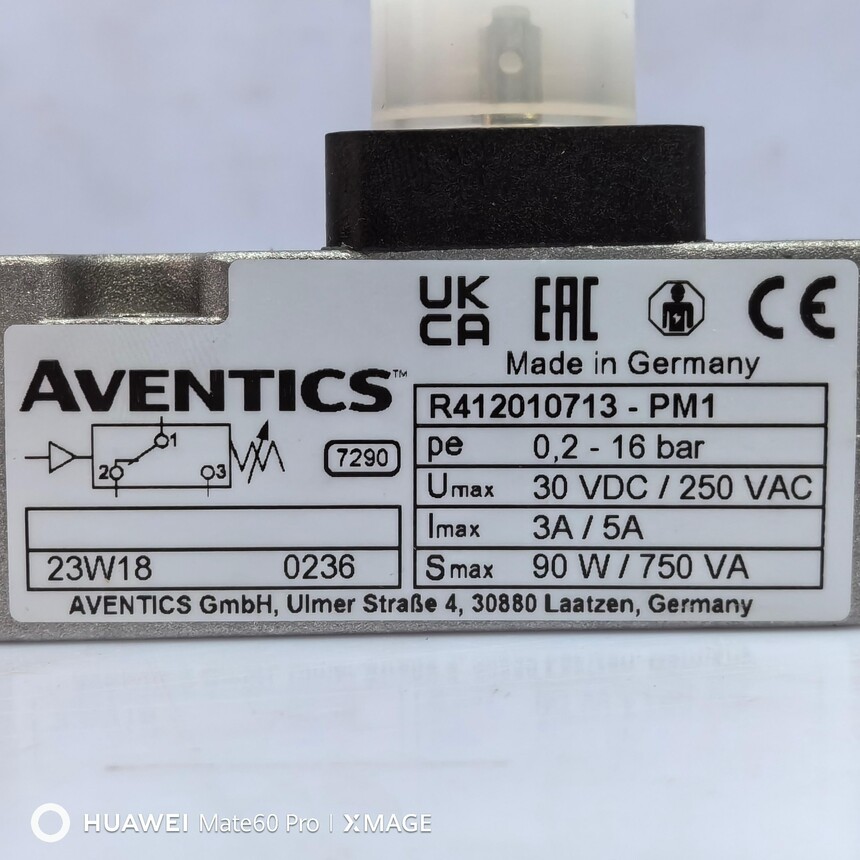 UK
CA
EAC
CE
Made in Germany
AVENTICS™
R412010713 - PM1
1
2
3
7290
pe 0,2 - 16 bar
Umax 30 VDC / 250 VAC
Imax 3A / 5A
Smax 90 W / 750 VA
23W18 0236
AVENTICS GmbH, Ulmer Straße 4, 30880 Laatzen, Germany
HUAWEI Mate60 Pro | XMAGE